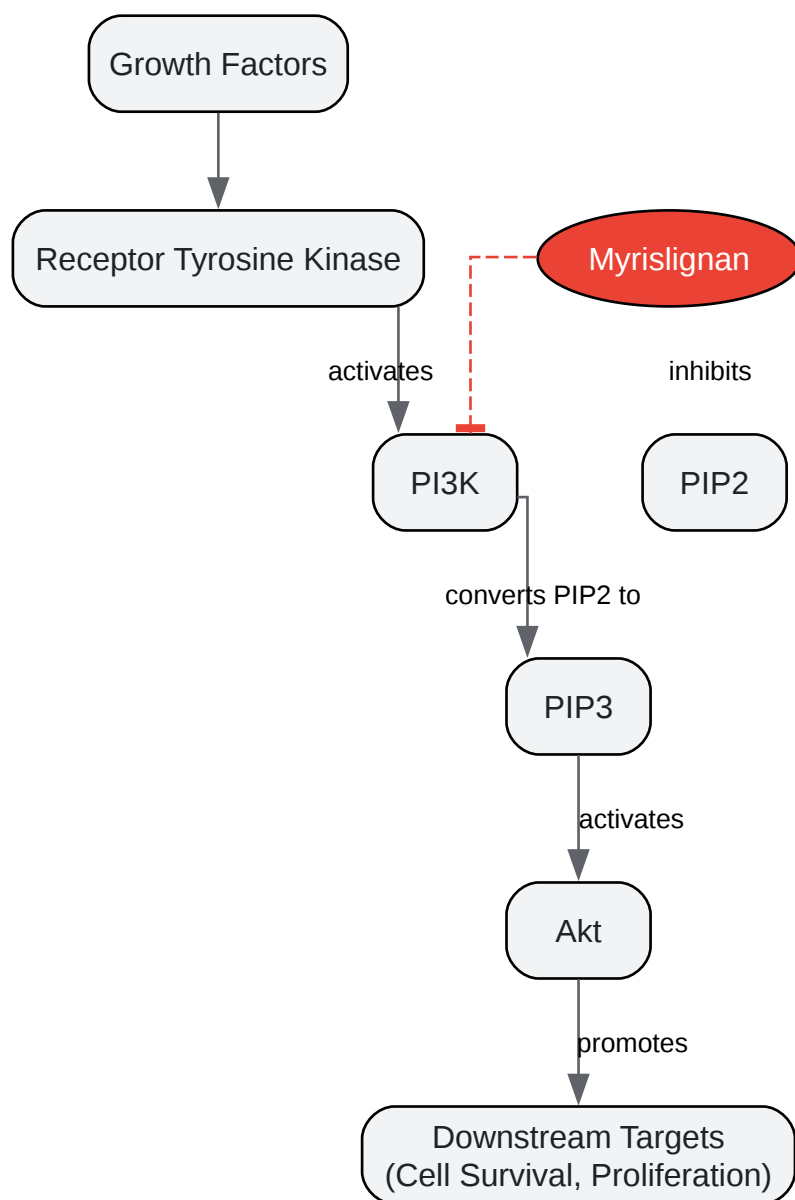 Growth Factors
Receptor Tyrosine Kinase
Myrislignan
activates
inhibits
PI3K
PIP2
converts PIP2 to
PIP3
activates
Akt
promotes
Downstream Targets
(Cell Survival, Proliferation)